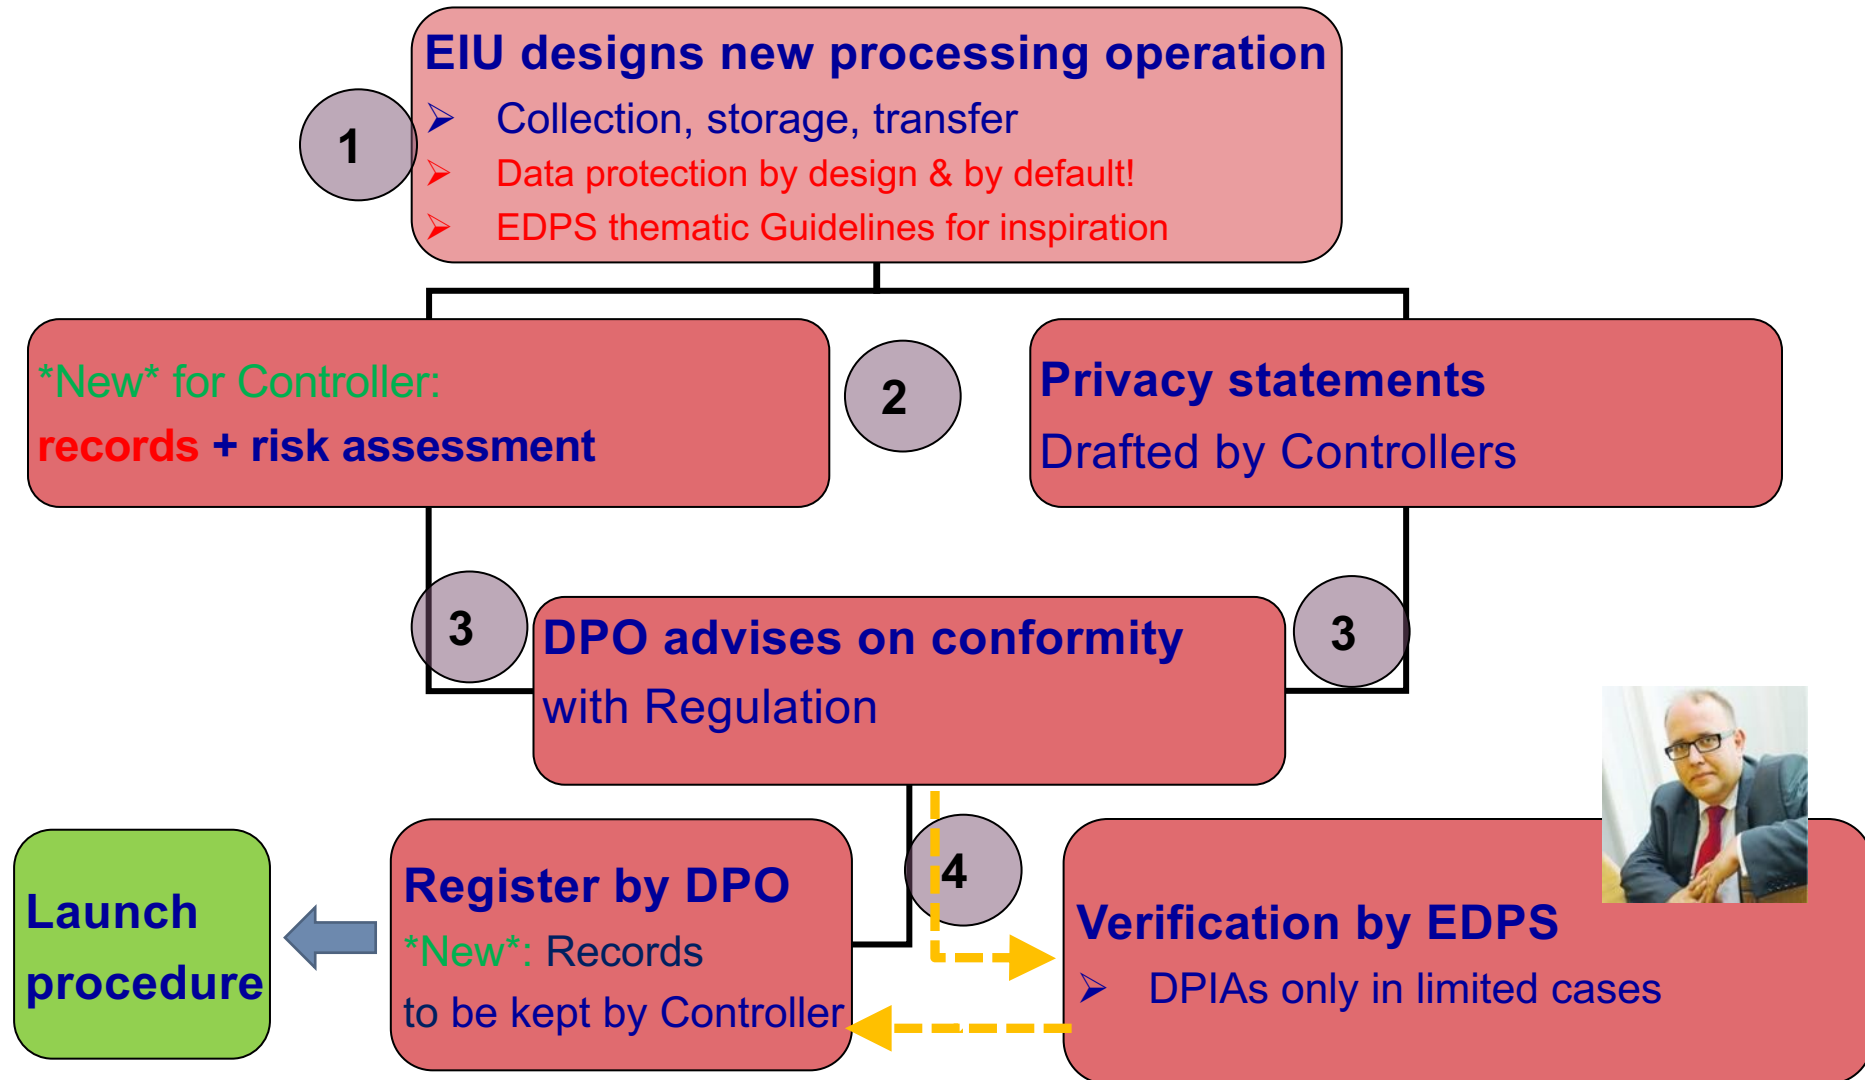 EIU designs new processing operation
➢ Collection, storage, transfer
➢ Data protection by design & by default!
➢ EDPS thematic Guidelines for inspiration
1
*New* for Controller:
records + risk assessment
2
Privacy statements
Drafted by Controllers
3
DPO advises on conformity
with Regulation
3
Launch
procedure
Register by DPO
*New*: Records
to be kept by Controller
4
Verification by EDPS
➢ DPIAs only in limited cases